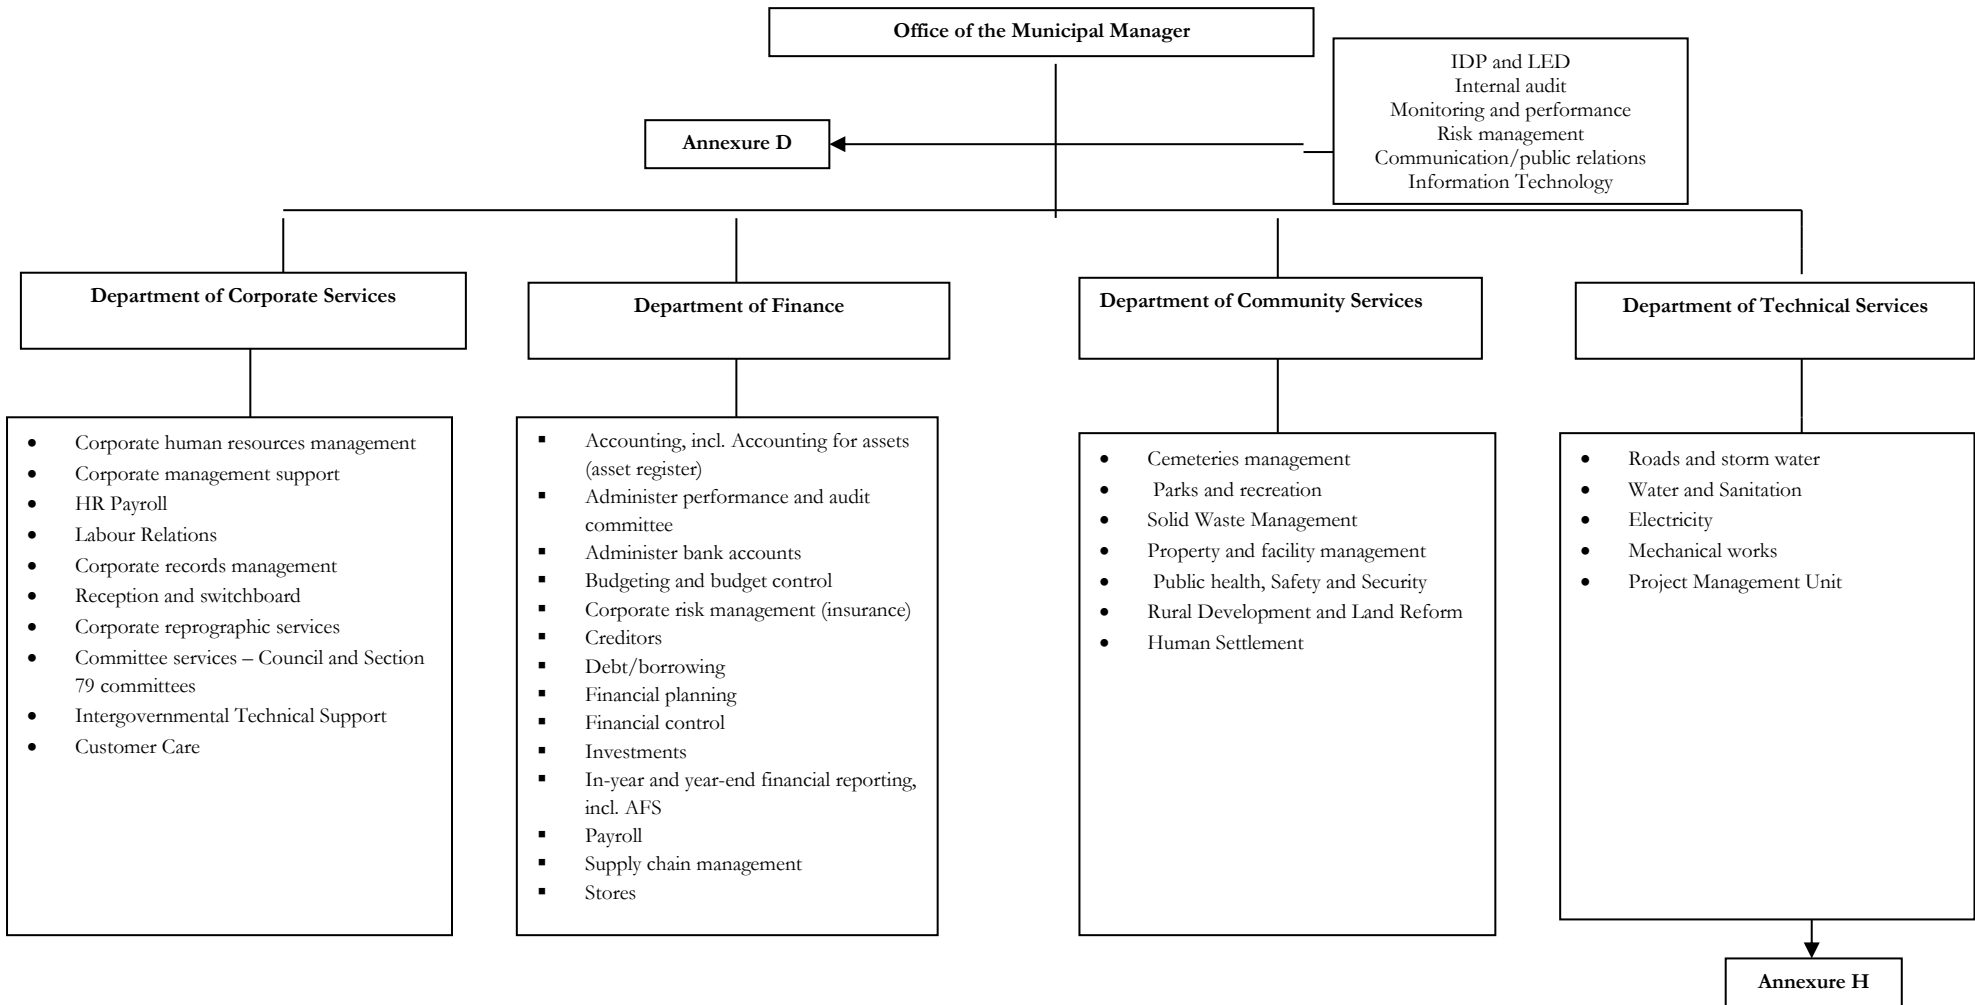 Office of the Municipal Manager
IDP and LED
Internal audit
Monitoring and performance
Risk management
Communication/public relations
Information Technology
Annexure D
Department of Corporate Services
• Corporate human resources management
• Corporate management support
• HR Payroll
• Labour Relations
• Corporate records management
• Reception and switchboard
• Corporate reprographic services
• Committee services – Council and Section
79 committees
• Intergovernmental Technical Support
• Customer Care
Department of Finance
▪ Accounting, incl. Accounting for assets
(asset register)
▪ Administer performance and audit
committee
▪ Administer bank accounts
▪ Budgeting and budget control
▪ Corporate risk management (insurance)
▪ Creditors
▪ Debt/borrowing
▪ Financial planning
▪ Financial control
▪ Investments
▪ In-year and year-end financial reporting,
incl. AFS
▪ Payroll
▪ Supply chain management
▪ Stores
Department of Community Services
• Cemeteries management
• Parks and recreation
• Solid Waste Management
• Property and facility management
• Public health, Safety and Security
• Rural Development and Land Reform
• Human Settlement
Department of Technical Services
• Roads and storm water
• Water and Sanitation
• Electricity
• Mechanical works
• Project Management Unit
Annexure H